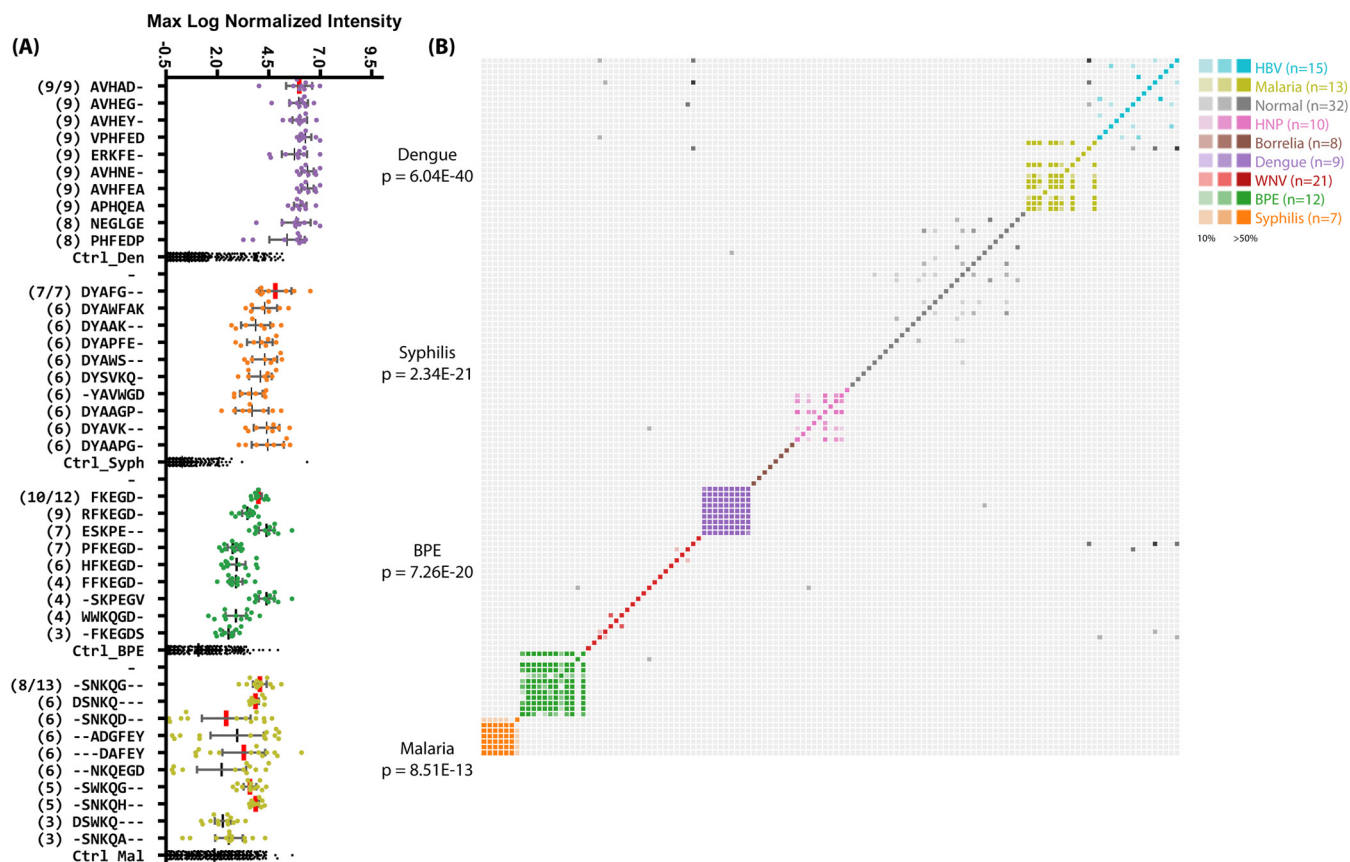 Max Log Normalized Intensity
(A)
(B)
-0.5
2.0
4.5
7.0
9.5
(9/9) AVHAD-
(9) AVHEG-
(9) AVHEY-
(9) VPHFED
(9) ERKFE-
(9) AVHNE-
(9) AVHFEA
(9) APHQEA
(8) NEGLGE
(8) PHFEDP
Ctrl_Den
-
(7/7) DYAFG--
(6) DYAWFAK
(6) DYAAK--
(6) DYAPFE-
(6) DYAWS--
(6) DYSVKQ-
(6) -YAVWGD
(6) DYAAGP-
(6) DYAVK--
(6) DYAAPG-
Ctrl_Syph
-
(10/12) FKEGD-
(9) RFKEGD-
(7) ESKPE--
(7) PFKEGD-
(6) HFKEGD-
(4) FFKEGD-
(4) -SKPEGV
(4) WWKQGD-
(3) -FKEGDS
Ctrl_BPE
-
(8/13) -SNKQG--
(6) DSNKQ---
(6) -SNKQD--
(6) --ADGFEY
(6) ---DAFEY
(6) --NKQEGD
(5) -SWKQG--
(5) -SNKQH--
(3) DSWKQ---
(3) -SNKQA--
Ctrl Mal
Dengue
p = 6.04E-40
Syphilis
p = 2.34E-21
BPE
p = 7.26E-20
Malaria
p = 8.51E-13
HBV (n=15)
Malaria (n=13)
Normal (n=32)
HNP (n=10)
Borrelia (n=8)
Dengue (n=9)
WNV (n=21)
BPE (n=12)
Syphilis (n=7)
10% >50%